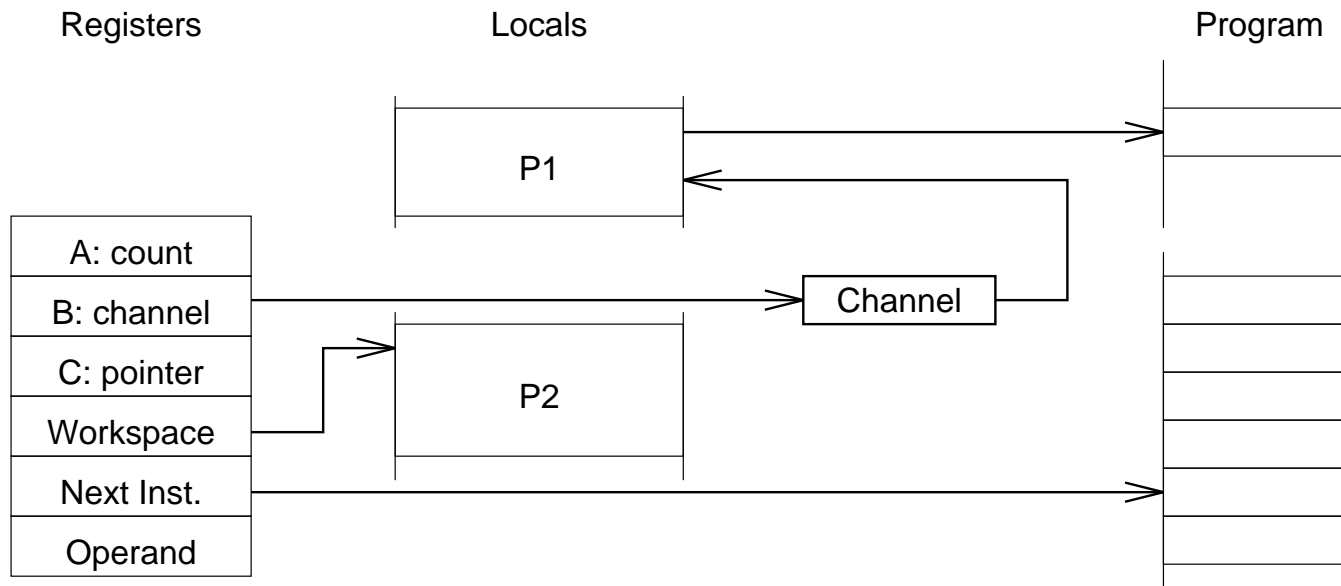 Registers
Locals
Program
P1
A: count
B: channel
Channel
C: pointer
P2
Workspace
Next Inst.
Operand